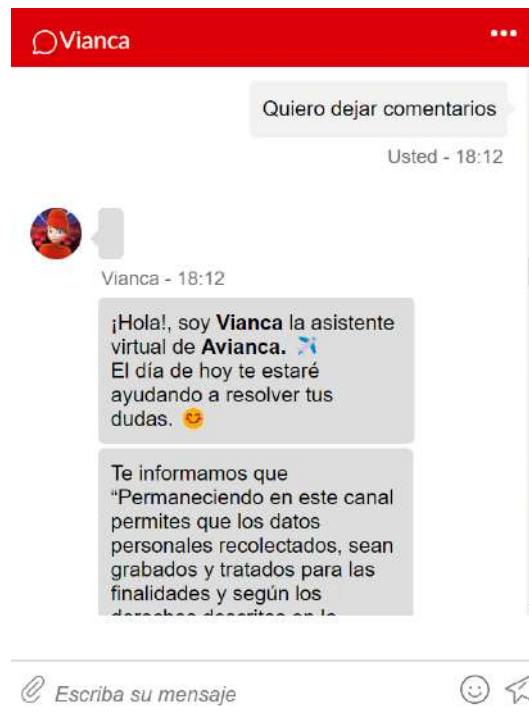 Vianca
Quiero dejar comentarios
Usted - 18:12
Vianca - 18:12
¡Hola!, soy Vianca la asistente
virtual de Avianca.
El día de hoy te estaré
ayudando a resolver tus
dudas.
Te informamos que
“Permaneciendo en este canal
permites que los datos
personales recolectados, sean
grabados y tratados para las
finalidades y según los
Escriba su mensaje